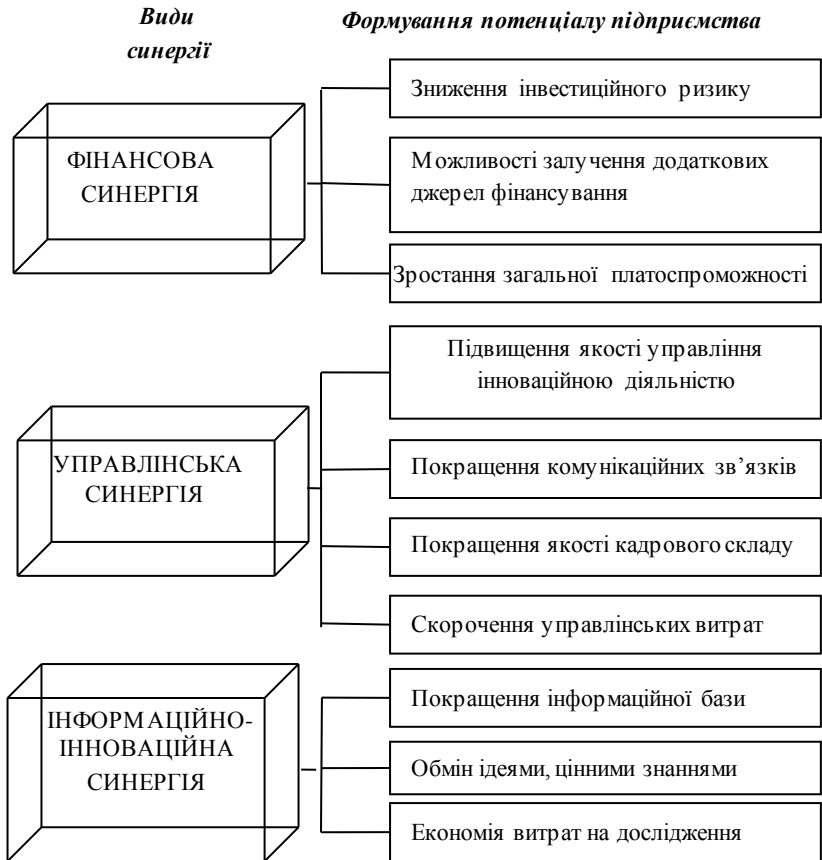 Види
синергії
Формування потенціалу підприємства
ФІНАНСОВА
СИНЕРГІЯ
Зниження інвестиційного ризику
Можливості залучення додаткових
джерел фінансування
Зростання загальної платоспроможності
УПРАВЛІНСЬКА
СИНЕРГІЯ
Підвищення якості управління
інноваційною діяльністю
Покращення комунікаційних зв’язків
Покращення якості кадрового складу
Скорочення управлінських витрат
ІНФОРМАЦІЙНО-
ІННОВАЦІЙНА
СИНЕРГІЯ
Покращення інформаційної бази
Обмін ідеями, цінними знаннями
Економія витрат на дослідження